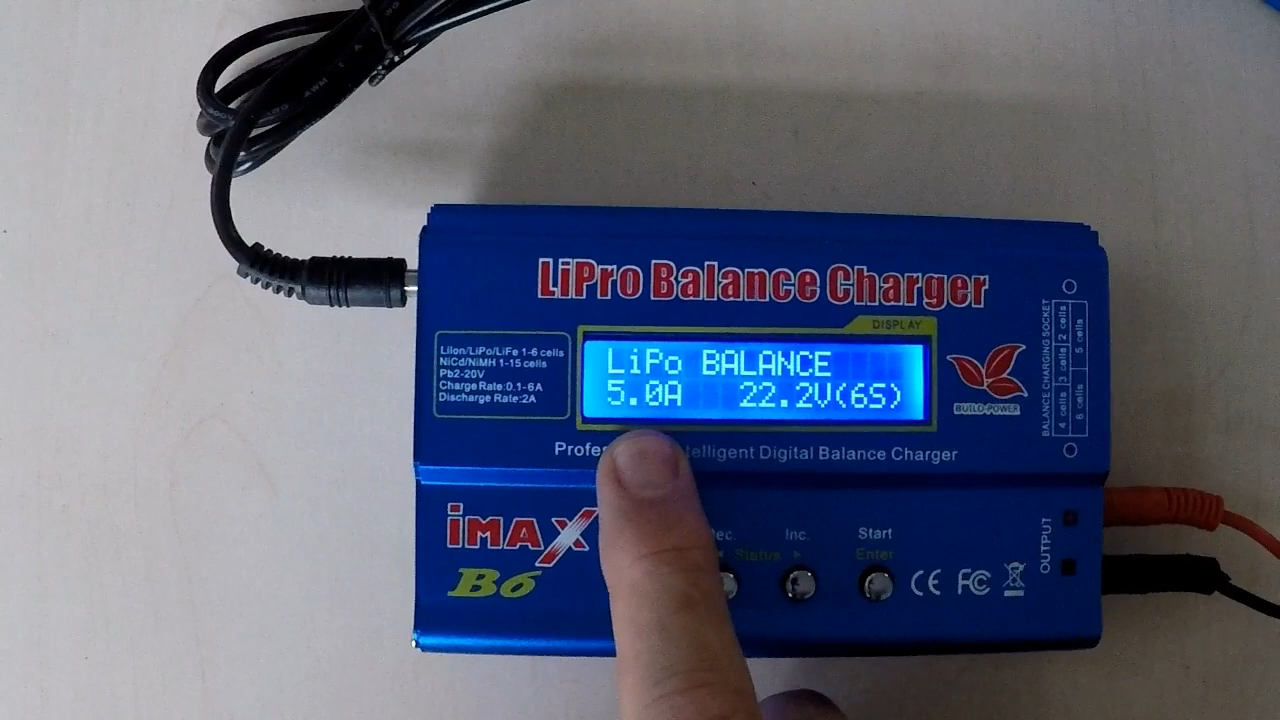 LiPro Balance Charger
DISPLAY
LiIon/LiPo/LiFe 1-6 cells
NiCd/NiMH 1-15 cells
Pb2-20V
Charge Rate:0.1-6A
Discharge Rate:2A
LiPo BALANCE
5.0A 22.2V(6S)
BUILD-POWER
BALANCE CHARGING SOCKET
4 cells 3 cells 2 cells
6 cells 5 cells
Digital Balance Charger
iMAX
B6
Inc.
Start
Status
Enter
CE FC
OUTPUT